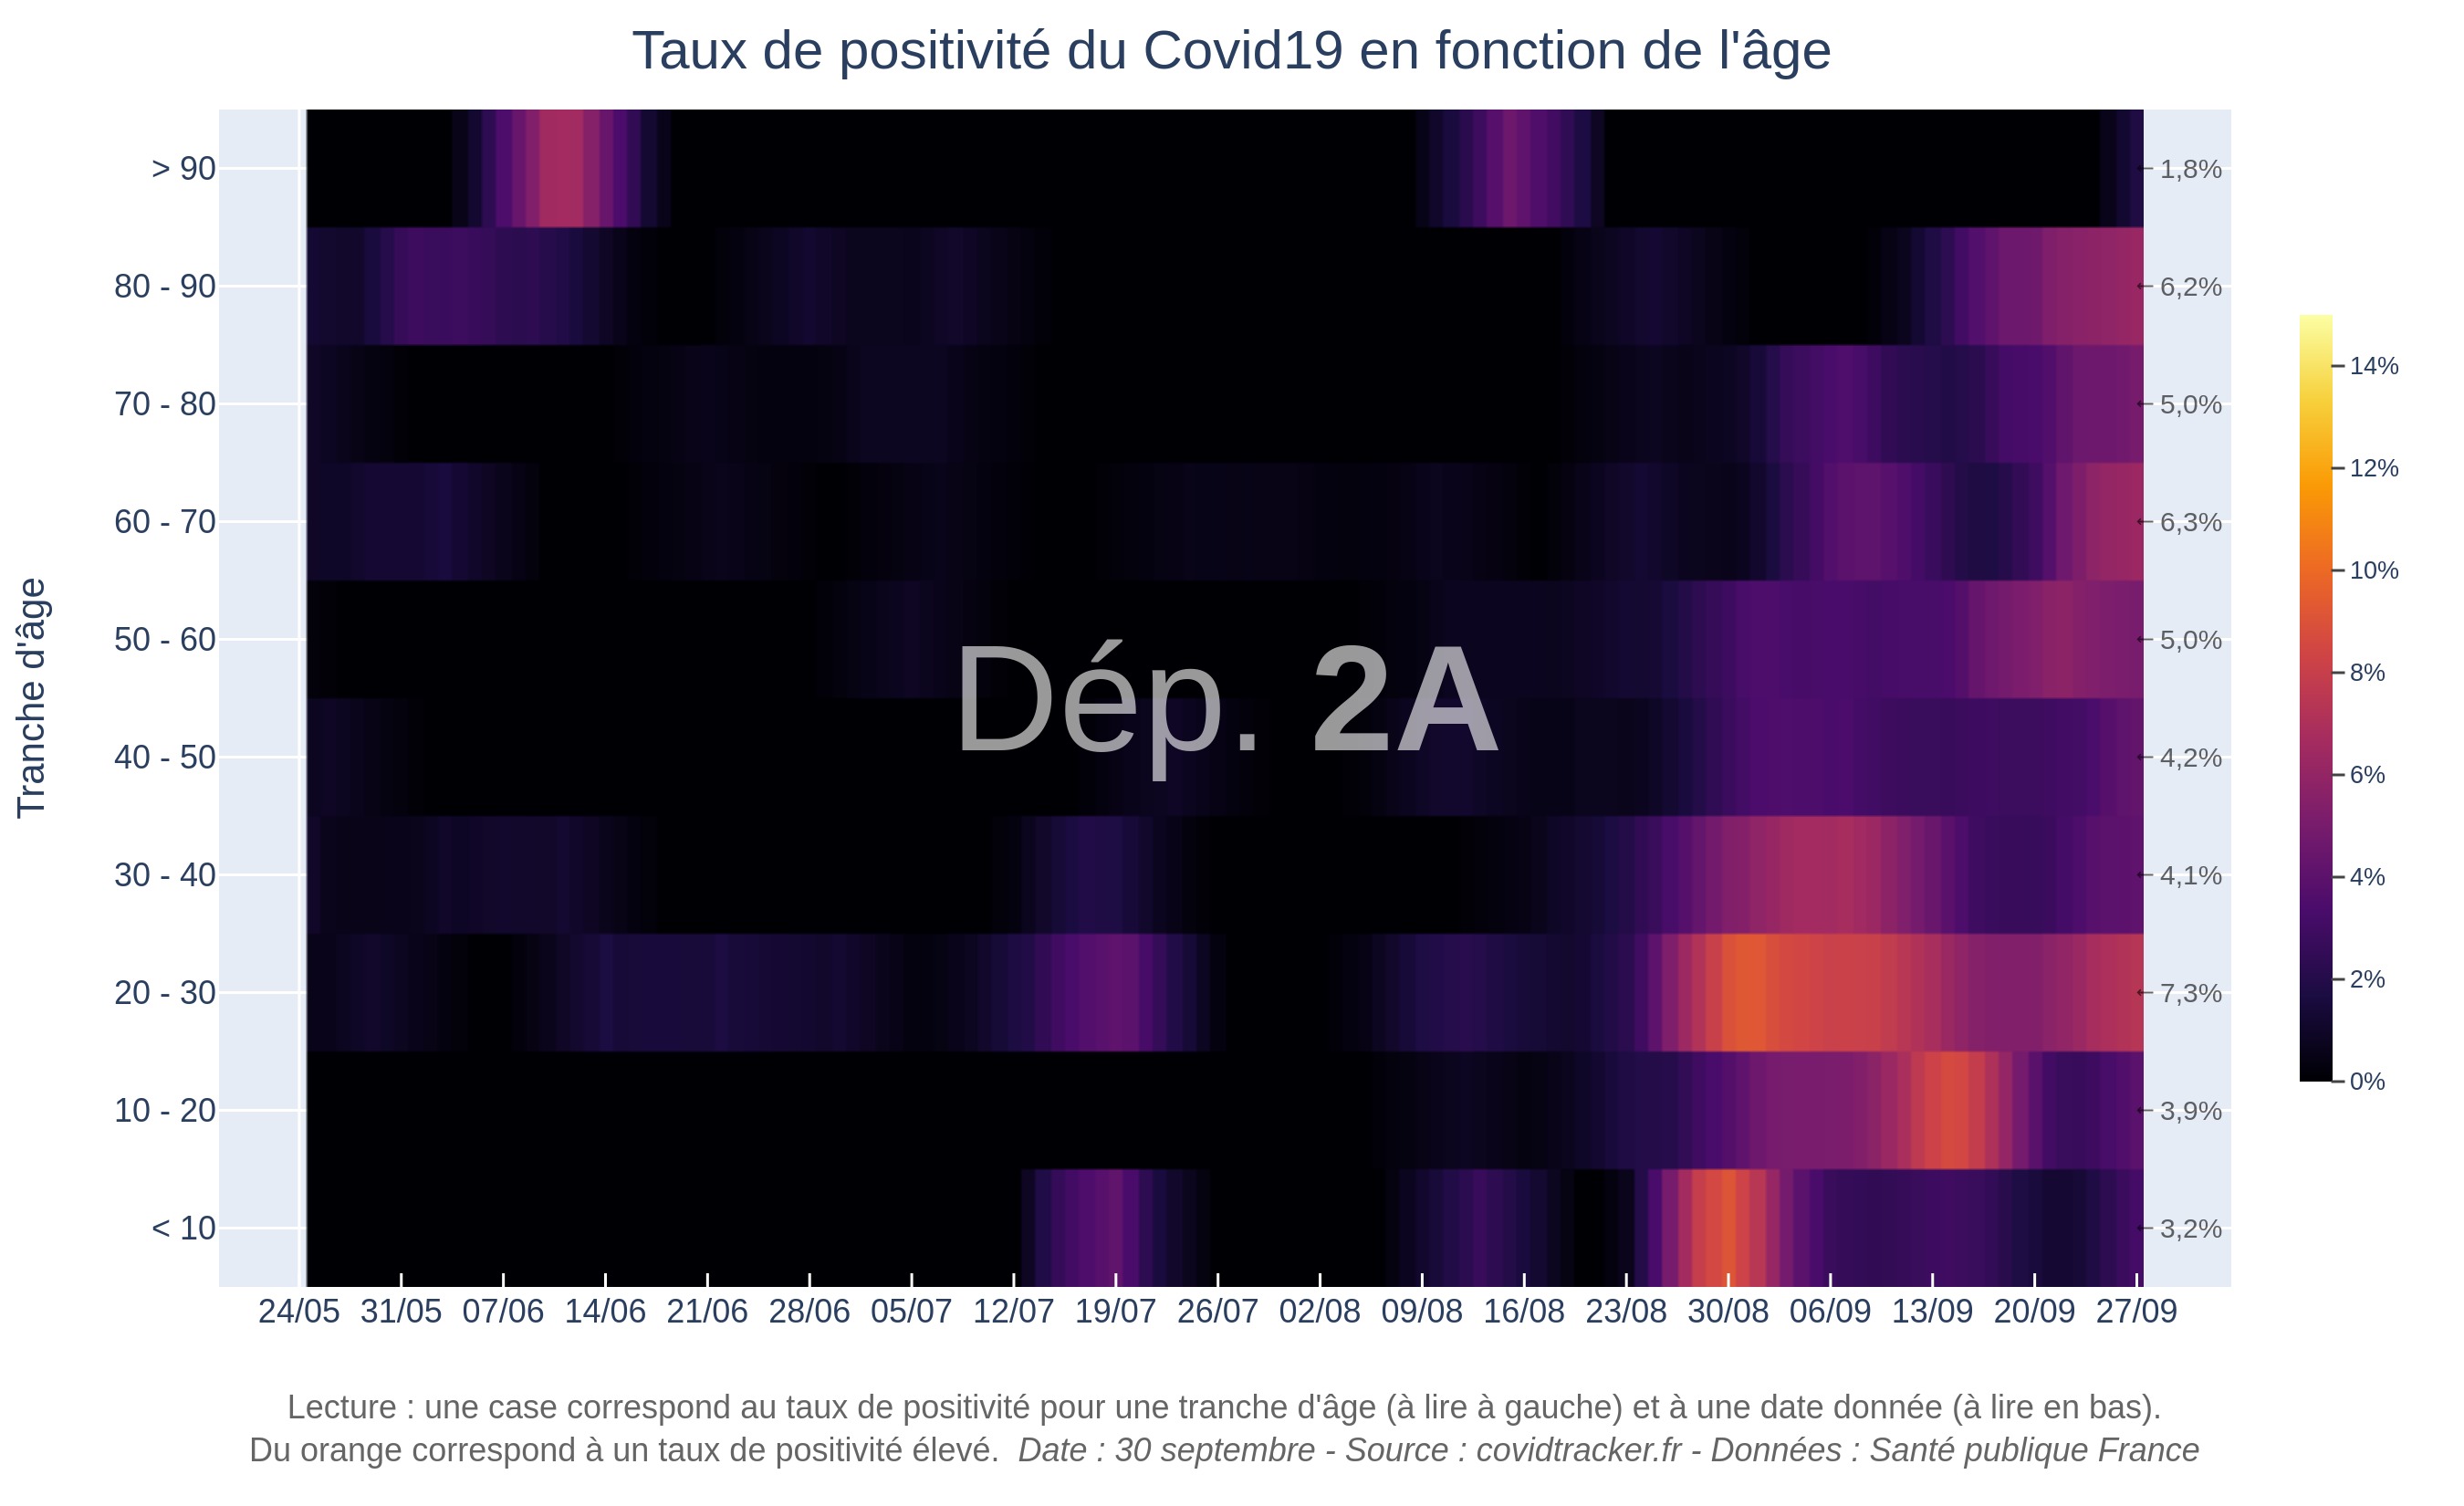 Taux de positivité du Covid19 en fonction de l'âge
Tranche d'âge
> 90
80 - 90
70 - 80
60 - 70
50 - 60
40 - 50
30 - 40
20 - 30
10 - 20
< 10
Dép. 2A
1,8%
6,2%
5,0%
6,3%
5,0%
4,2%
4,1%
7,3%
3,9%
3,2%
14%
12%
10%
8%
6%
4%
2%
0%
24/05 31/05 07/06 14/06 21/06 28/06 05/07 12/07 19/07 26/07 02/08 09/08 16/08 23/08 30/08 06/09 13/09 20/09 27/09
Lecture : une case correspond au taux de positivité pour une tranche d'âge (à lire à gauche) et à une date donnée (à lire en bas).
Du orange correspond à un taux de positivité élevé. Date : 30 septembre - Source : covidtracker.fr - Données : Santé publique France